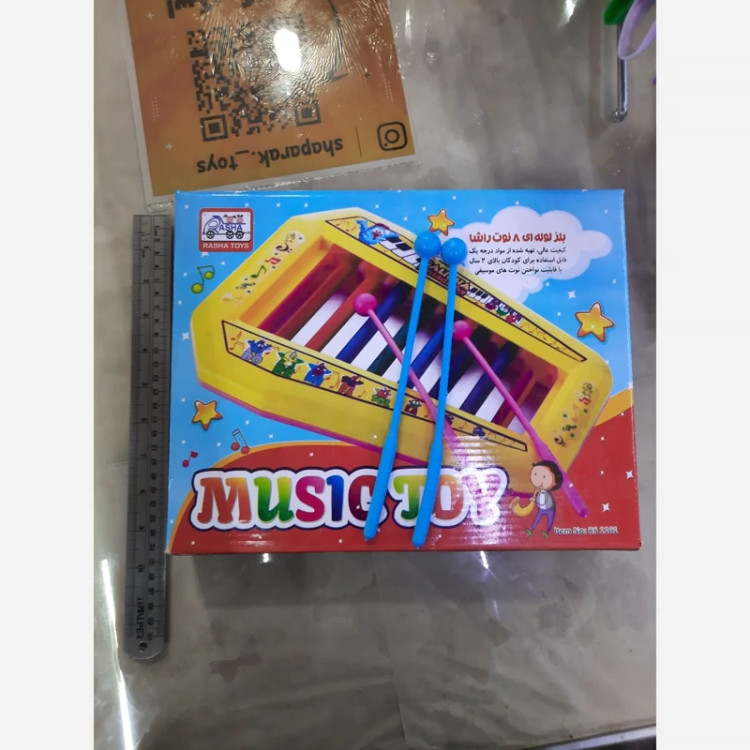 shaparak._toys
RASHA
RASHA TOYS
بلز لوله ای ۸ نوت راشا
کیفیت عالی، تهیه شده از مواد درجه یک
قابل استفاده برای کودکان بالای ۳ سال
با قابلیت نواختن نوت های موسیقی
MUSIC TOY